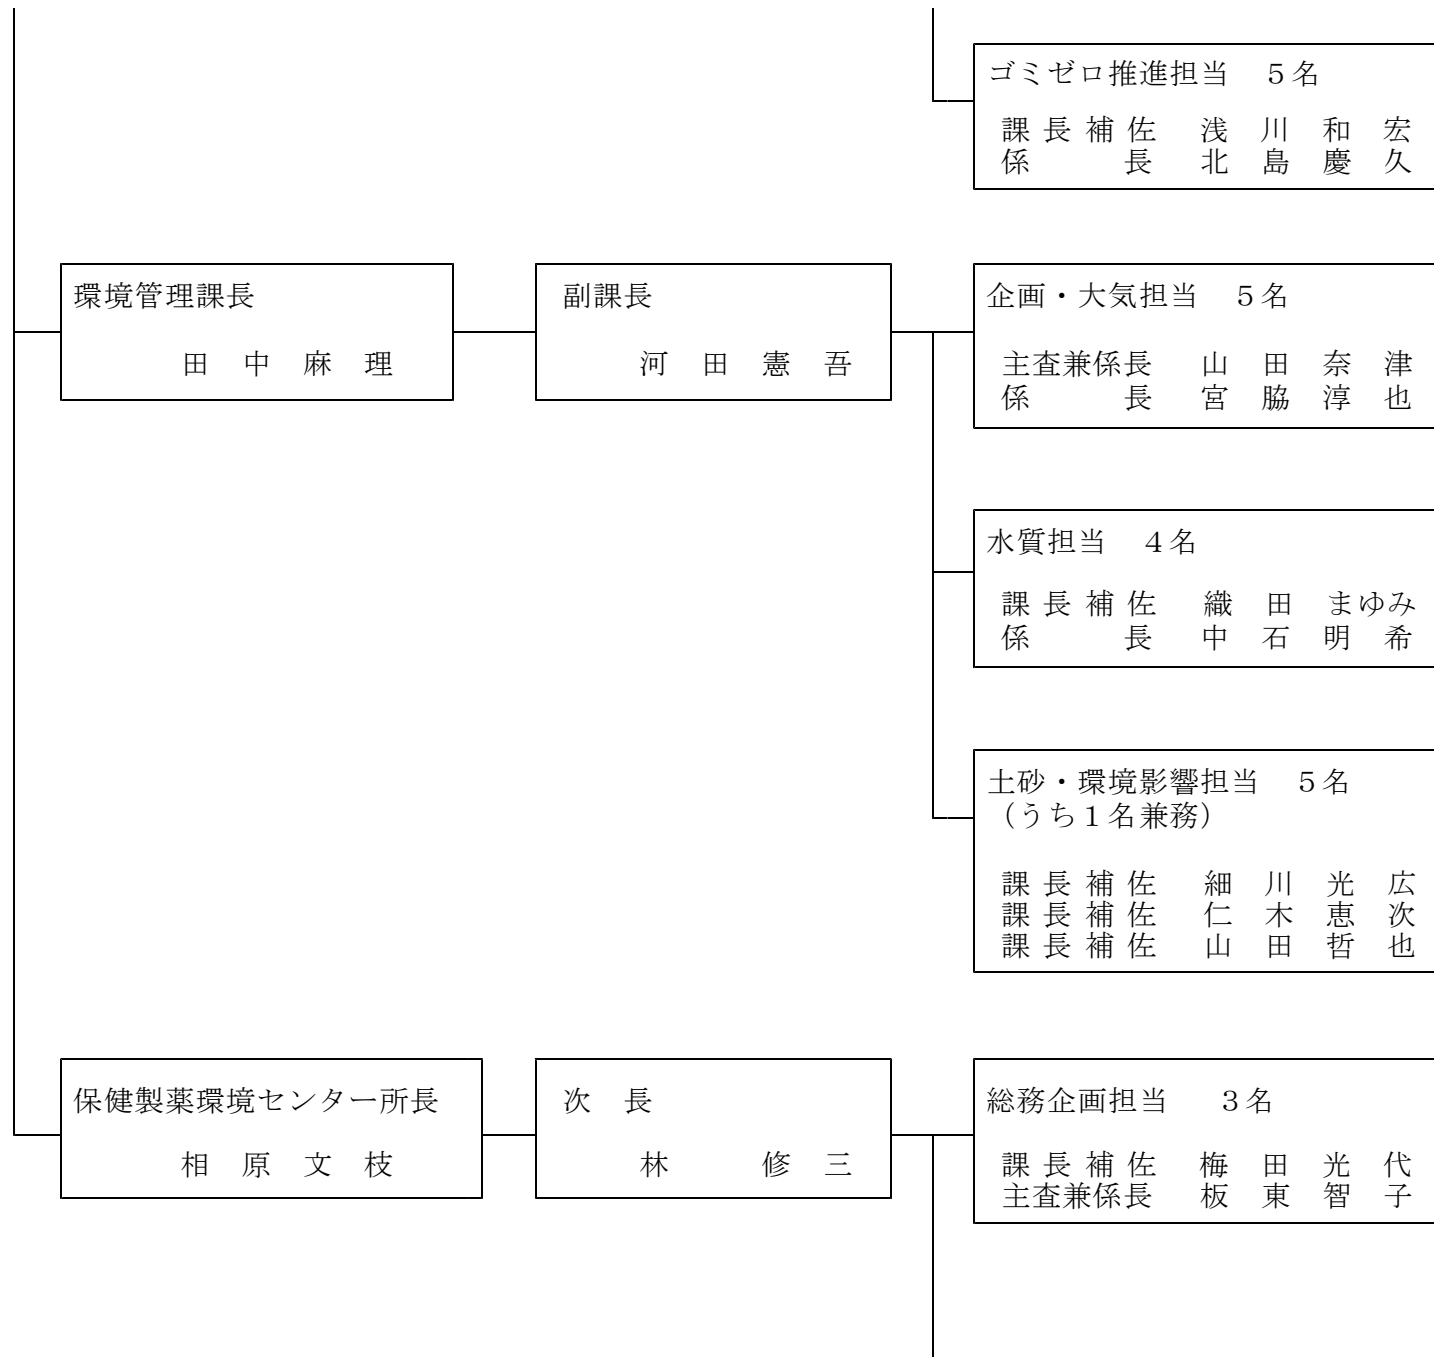 ゴミゼロ推進担当　５名
課 長 補 佐　浅　川　和　宏
係　　　長　北　島　慶　久
環境管理課長
田　中　麻　理
副課長
河　田　憲　吾
企画・大気担当　５名
主査兼係長　山　田　奈　津
係　　　長　宮　脇　淳　也
水質担当　４名
課 長 補 佐　織　田　まゆみ
係　　　長　中　石　明　希
土砂・環境影響担当　５名
（うち１名兼務）
課 長 補 佐　細　川　光　広
課 長 補 佐　仁　木　恵　次
課 長 補 佐　山　田　哲　也
保健製薬環境センター所長
相　原　文　枝
次　長
林　　　修　三
総務企画担当　３名
課 長 補 佐　梅　田　光　代
主査兼係長　板　東　智　子